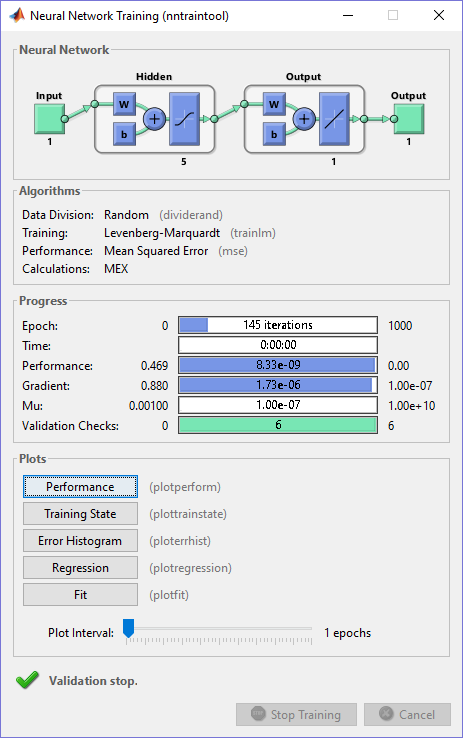 Neural Network Training (nntraintool)
Neural Network
Hidden Output
Input Output
W W
b b
+ +
1 5 1 1
Algorithms
Data Division: Random (dividerand)
Training: Levenberg-Marquardt (trainlm)
Performance: Mean Squared Error (mse)
Calculations: MEX
Progress
Epoch: 0 145 iterations 1000
Time: 0:00:00
Performance: 0.469 8.33e-09 0.00
Gradient: 0.880 1.73e-06 1.00e-07
Mu: 0.00100 1.00e-07 1.00e+10
Validation Checks: 0 6 6
Plots
Performance (plotperform)
Training State (plottrainstate)
Error Histogram (ploterrhist)
Regression (plotregression)
Fit (plotfit)
Plot Interval: 1 epochs
Validation stop.
Stop Training Cancel